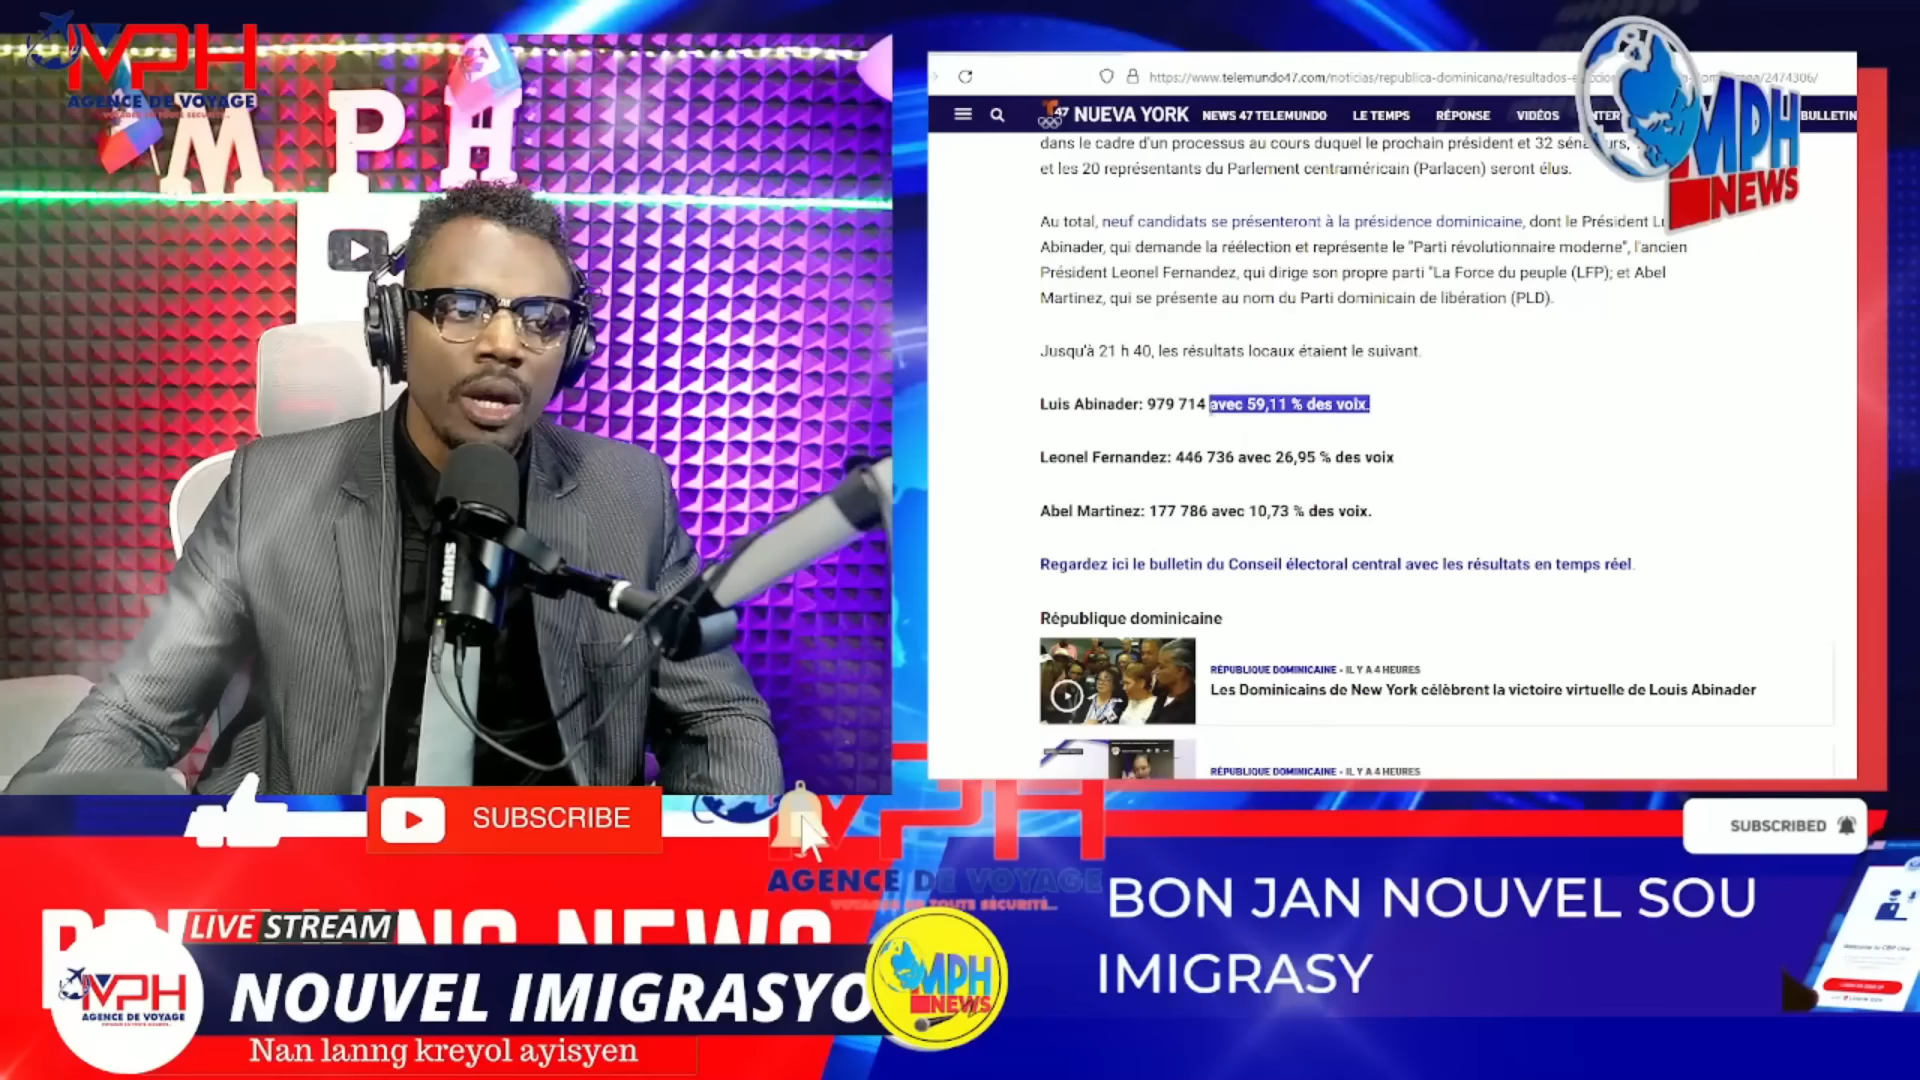 MPH
AGENCE DE VOYAGE
M P H
SHURE
https://www.telemundo47.com/noticias/republica-dominicana/resultados-
2474306/
47 NUEVA YORK NEWS 47 TELEMUNDO LE TEMPS RÉPONSE VIDÉOS BULLETIN
MPH
NEWS
dans le cadre d'un processus au cours duquel le prochain président et 32
et les 20 représentants du Parlement centraméricain (Parlacen) seront élus.
Au total, neuf candidats se présenteront à la présidence dominicaine, dont le Président
Abinader, qui demande la réélection et représente le "Parti révolutionnaire moderne", l'ancien
Président Leonel Fernandez, qui dirige son propre parti "La Force du peuple (LFP); et Abel
Martinez, qui se présente au nom du Parti dominicain de libération (PLD).
Jusqu'à 21 h 40, les résultats locaux étaient le suivant.
Luis Abinader: 979 714 avec 59,11 % des voix.
Leonel Fernandez: 446 736 avec 26,95 % des voix
Abel Martinez: 177 786 avec 10,73 % des voix.
Regardez ici le bulletin du Conseil électoral central avec les résultats en temps réel.
République dominicaine
RÉPUBLIQUE DOMINICAINE - IL Y A 4 HEURES
Les Dominicains de New York célèbrent la victoire virtuelle de Louis Abinader
RÉPUBLIQUE DOMINICAINE - IL Y A 4 HEURES
SUBSCRIBE
SUBSCRIBED
MPH
AGENCE DE VOYAGE
BON JAN NOUVEL SOU
IMIGRASY
LIVE STREAM
NEWS
NOUVEL IMIGRASYO
Nan lanng kreyol ayisyen
MPH
AGENCE DE VOYAGE
MPH
NEWS